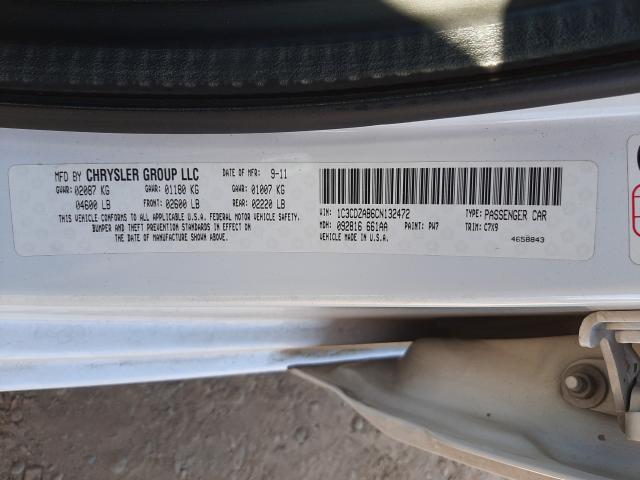 MFD BY CHRYSLER GROUP LLC DATE OF MFR: 9-11
GVWR: 02087 KG GAWR: 01180 KG GAWR: 01007 KG
04600 LB FRONT: 02600 LB REAR: 02220 LB
THIS VEHICLE CONFORMS TO ALL APPLICABLE U.S.A. FEDERAL MOTOR VEHICLE SAFETY,
BUMPER AND THEFT PREVENTION STANDARDS IN EFFECT ON
THE DATE OF MANUFACTURE SHOWN ABOVE.
VIN: 1C3CDZAB6CN132472 TYPE: PASSENGER CAR
MDH: 092816 661AA PAINT: PW7 TRIM: C7X9
VEHICLE MADE IN U.S.A. 4658843